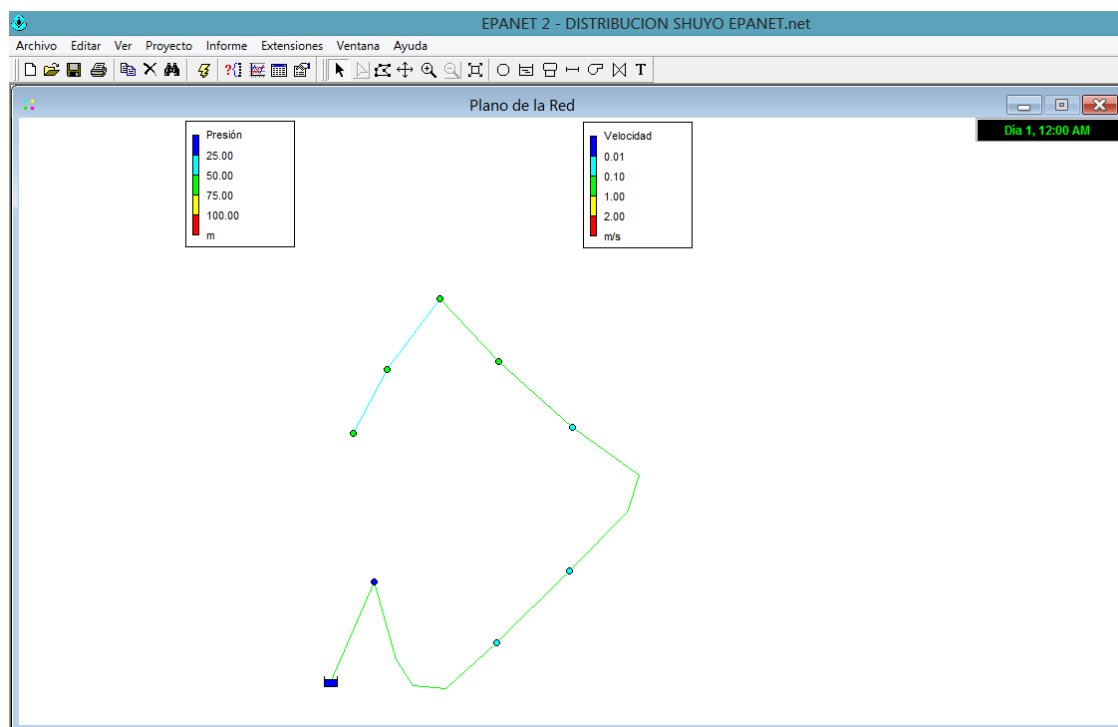 EPANET 2 - DISTRIBUCION SHUYO EPANET.net
Archivo Editar Ver Proyecto Informe Extensiones Ventana Ayuda
T
Plano de la Red
Dia 1, 12:00 AM
Presión
25.00
50.00
75.00
100.00
m
Velocidad
0.01
0.10
1.00
2.00
m/s